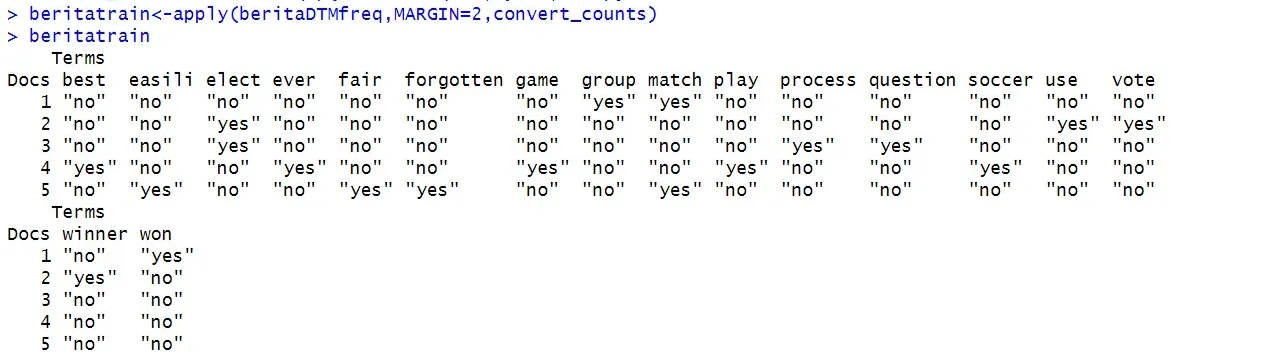 > beritatrain<-apply(beritaDTMfreq,MARGIN=2,convert_counts)
> beritatrain
Terms
Docs best easili elect ever fair forgotten game group match play process question soccer use vote
1 "no" "no" "no" "no" "no" "no" "no" "yes" "yes" "no" "no" "no" "no" "no" "no"
2 "no" "no" "yes" "no" "no" "no" "no" "no" "no" "no" "no" "no" "no" "yes" "yes"
3 "no" "no" "yes" "no" "no" "no" "no" "no" "no" "no" "yes" "yes" "no" "no" "no"
4 "yes" "no" "no" "yes" "no" "no" "yes" "no" "no" "yes" "no" "no" "yes" "no" "no"
5 "no" "yes" "no" "no" "yes" "yes" "no" "no" "yes" "no" "no" "no" "no" "no" "no"
Terms
Docs winner won
1 "no" "yes"
2 "yes" "no"
3 "no" "no"
4 "no" "no"
5 "no" "no"